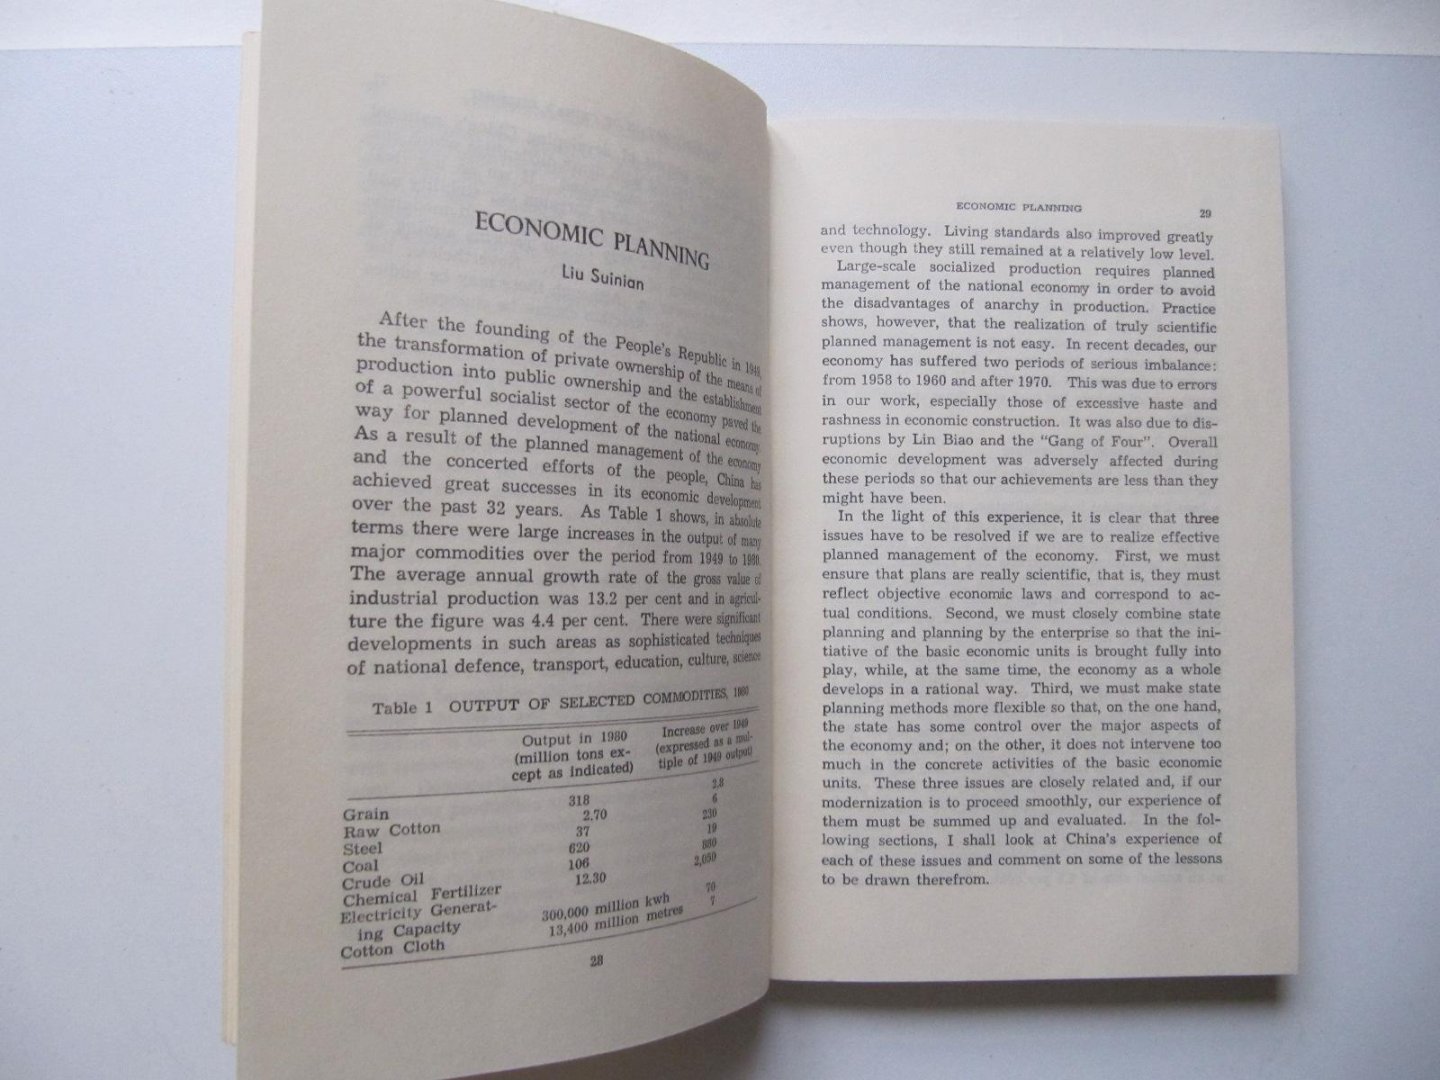 ECONOMIC PLANNING
Liu Suinian
After the founding of the People's Republic in 1949,
the transformation of private ownership of the means of
production into public ownership and the establishment
of a powerful socialist sector of the economy paved the
way for planned development of the national economy.
As a result of the planned management of the economy
and the concerted efforts of the people, China has
achieved great successes in its economic development
over the past 32 years. As Table 1 shows, in absolute
terms there were large increases in the output of many
major commodities over the period from 1949 to 1980.
The average annual growth rate of the gross value of
industrial production was 13.2 per cent and in agricul-
ture the figure was 4.4 per cent. There were significant
developments in such areas as sophisticated techniques
of national defence, transport, education, culture, science
Table 1 OUTPUT OF SELECTED COMMODITIES, 1980
Output in 1980 (million tons ex-cept as indicated)
Increase over 1949 (expressed as a mul-tiple of 1949 output)
Grain 318 2.8
Raw Cotton 2.70 6
Steel 37 230
Coal 620 19
Crude Oil 106 880
Chemical Fertilizer 12.30 2,050
Electricity Generat-
ing Capacity 300,000 million kwh 70
Cotton Cloth 13,400 million metres 7
28
ECONOMIC PLANNING 29
and technology. Living standards also improved greatly
even though they still remained at a relatively low level.
Large-scale socialized production requires planned
management of the national economy in order to avoid
the disadvantages of anarchy in production. Practice
shows, however, that the realization of truly scientific
planned management is not easy. In recent decades, our
economy has suffered two periods of serious imbalance:
from 1958 to 1960 and after 1970. This was due to errors
in our work, especially those of excessive haste and
rashness in economic construction. It was also due to dis-
ruptions by Lin Biao and the "Gang of Four". Overall
economic development was adversely affected during
these periods so that our achievements are less than they
might have been.
In the light of this experience, it is clear that three
issues have to be resolved if we are to realize effective
planned management of the economy. First, we must
ensure that plans are really scientific, that is, they must
reflect objective economic laws and correspond to ac-
tual conditions. Second, we must closely combine state
planning and planning by the enterprise so that the ini-
tiative of the basic economic units is brought fully into
play, while, at the same time, the economy as a whole
develops in a rational way. Third, we must make state
planning methods more flexible so that, on the one hand,
the state has some control over the major aspects of
the economy and; on the other, it does not intervene too
much in the concrete activities of the basic economic
units. These three issues are closely related and, if our
modernization is to proceed smoothly, our experience of
them must be summed up and evaluated. In the fol-
lowing sections, I shall look at China's experience of
each of these issues and comment on some of the lessons
to be drawn therefrom.